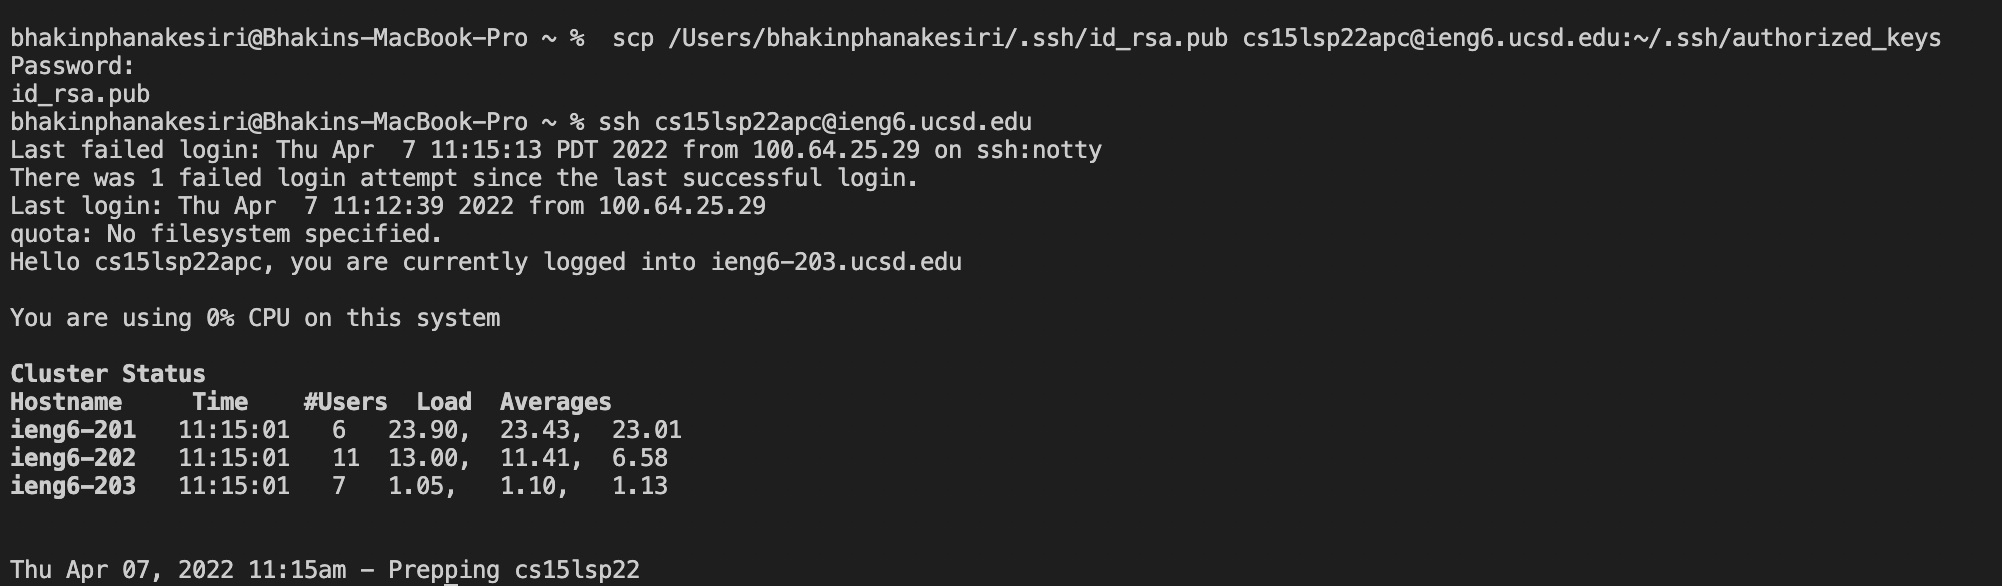 bhakinphanakesiri@Bhakins-MacBook-Pro ~ %  scp /Users/bhakinphanakesiri/.ssh/id_rsa.pub cs15lsp22apc@ieng6.ucsd.edu:~/.ssh/authorized_keys
Password:
id_rsa.pub
bhakinphanakesiri@Bhakins-MacBook-Pro ~ % ssh cs15lsp22apc@ieng6.ucsd.edu
Last failed login: Thu Apr  7 11:15:13 PDT 2022 from 100.64.25.29 on ssh:notty
There was 1 failed login attempt since the last successful login.
Last login: Thu Apr  7 11:12:39 2022 from 100.64.25.29
quota: No filesystem specified.
Hello cs15lsp22apc, you are currently logged into ieng6-203.ucsd.edu
You are using 0% CPU on this system
Cluster Status
Hostname     Time    #Users  Load  Averages
ieng6-201   11:15:01   6   23.90,  23.43,  23.01
ieng6-202   11:15:01   11  13.00,  11.41,  6.58
ieng6-203   11:15:01   7   1.05,   1.10,   1.13
Thu Apr 07, 2022 11:15am - Prepping cs15lsp22